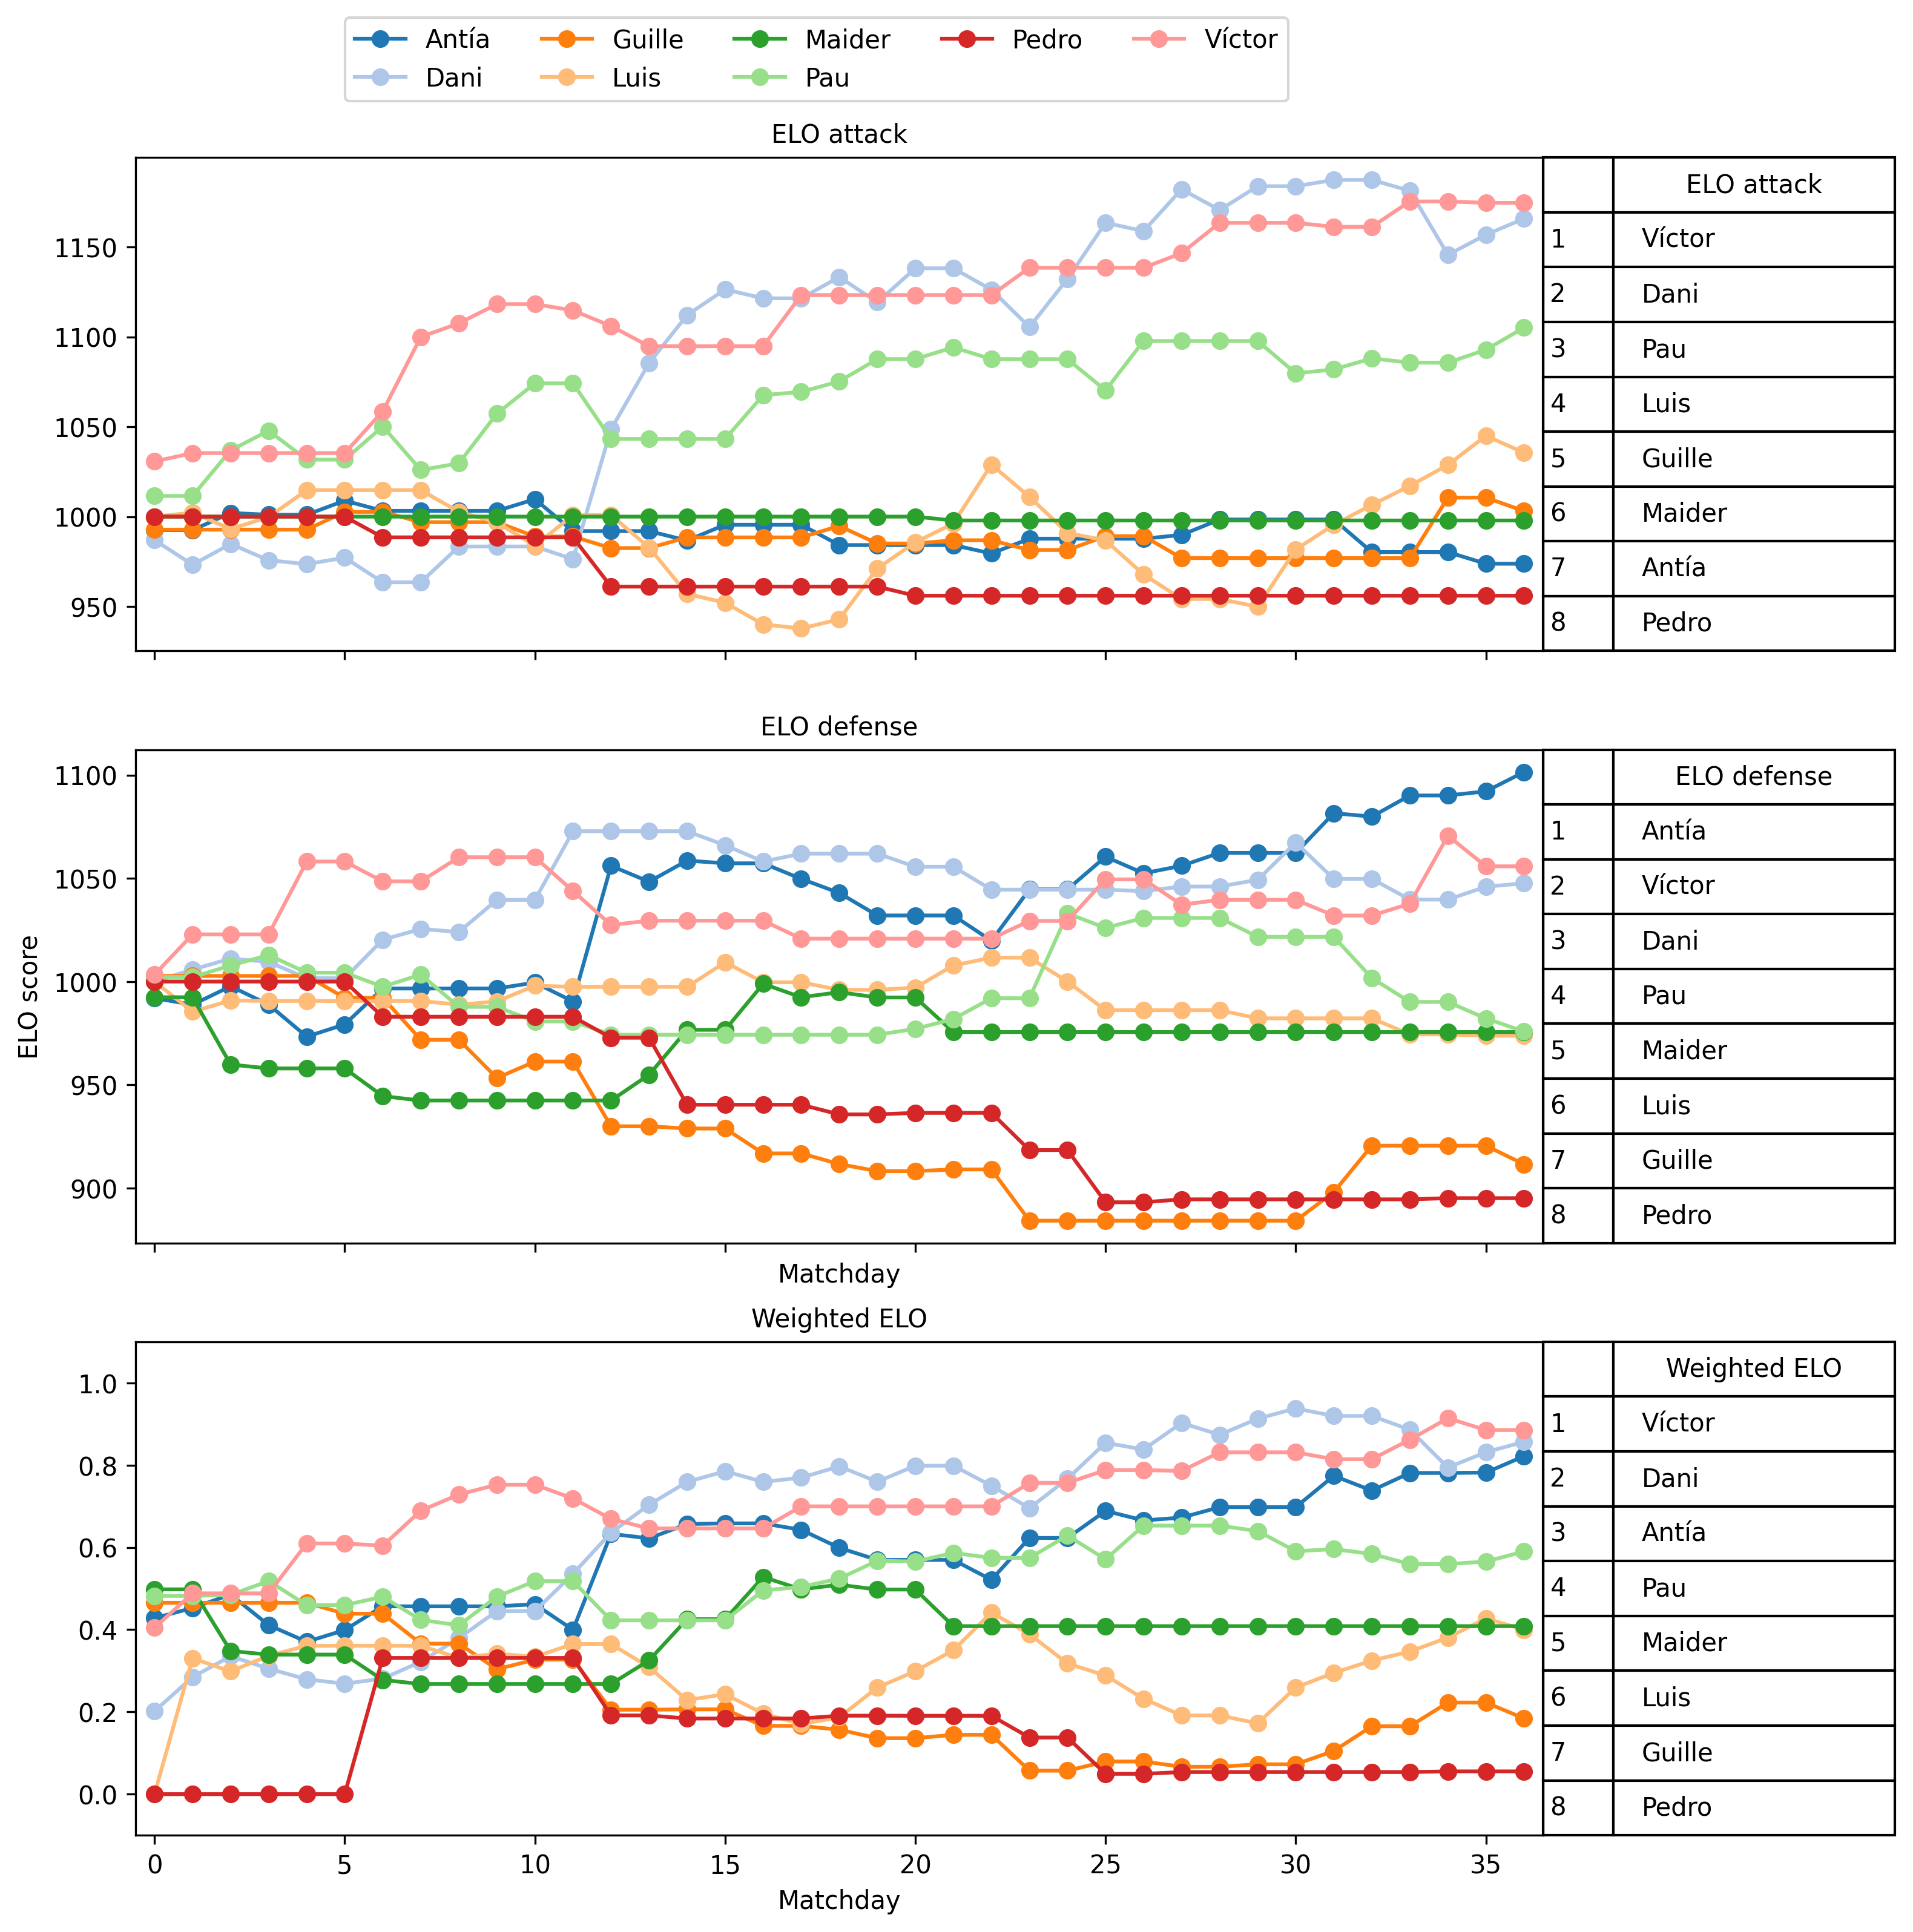 Antía Guille Maider Pedro Víctor
Dani Luis Pau
ELO attack
ELO attack
1 Víctor
1150
2 Dani
1100
3 Pau
1050
4 Luis
5 Guille
1000
6 Maider
7 Antía
950
8 Pedro
ELO defense
ELO defense
1100
1 Antía
1050
2 Víctor
3 Dani
1000
4 Pau
5 Maider
950
6 Luis
7 Guille
900
8 Pedro
ELO score
Matchday
Weighted ELO
Weighted ELO
1.0
1 Víctor
0.8
2 Dani
3 Antía
0.6
4 Pau
0.4
5 Maider
6 Luis
0.2
7 Guille
0.0
8 Pedro
0 5 10 15 20 25 30 35
Matchday